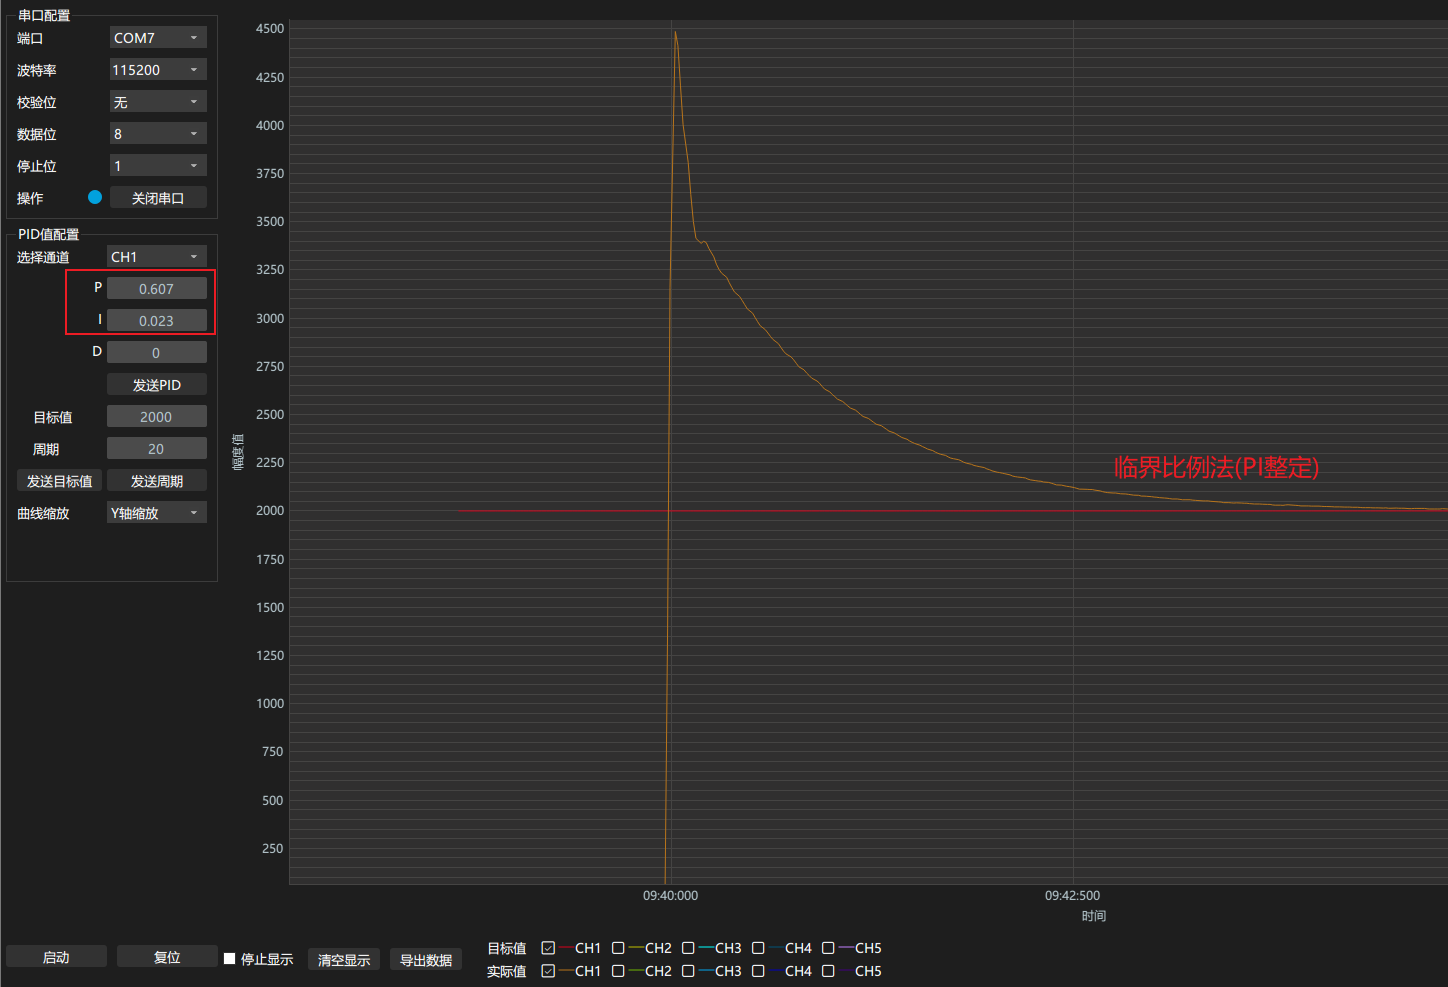 串口配置
端口 COM7
波特率 115200
校验位 无
数据位 8
停止位 1
操作 关闭串口
PID值配置
选择通道 CH1
P 0.607
I 0.023
D 0
发送PID
目标值 2000
周期 20
发送目标值 发送周期
曲线缩放 Y轴缩放
启动 复位
停止显示 清空显示 导出数据
4500
4250
4000
3750
3500
3250
3000
2750
2500
2250
2000
1750
1500
1250
1000
750
500
250
幅度值
临界比例法(PI整定)
09:40:000 09:42:500
时间
目标值 CH1 CH2 CH3 CH4 CH5
实际值 CH1 CH2 CH3 CH4 CH5